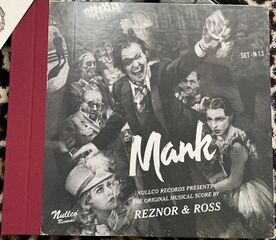 SET-N-13
Mank
NULLCO RECORDS PRESENTS
THE ORIGINAL MUSICAL SCORE BY
REZNOR & ROSS
Nullco
Records